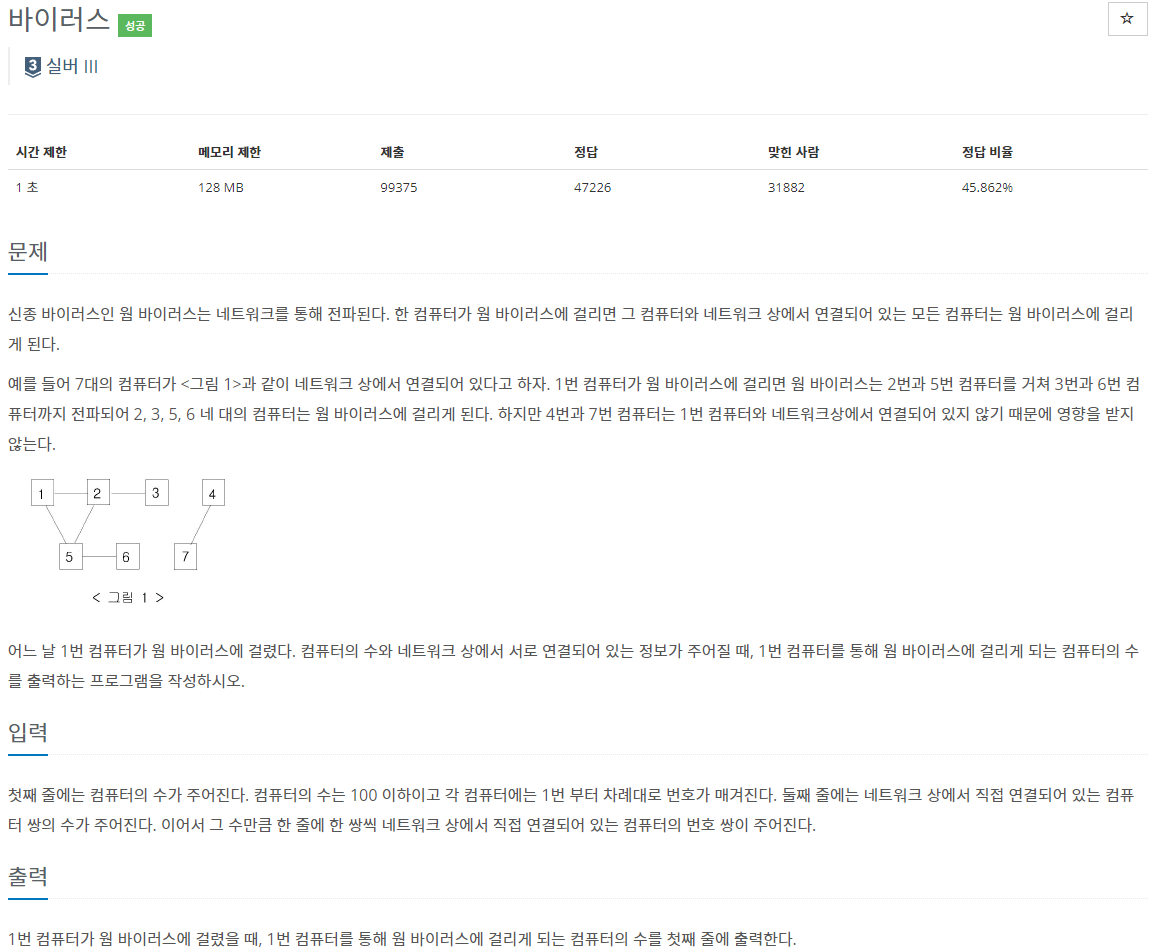 바이러스 성공
☆
3 실버 III
시간 제한 메모리 제한 제출 정답 맞힌 사람 정답 비율
1 초 128 MB 99375 47226 31882 45.862%
문제
신종 바이러스인 웜 바이러스는 네트워크를 통해 전파된다. 한 컴퓨터가 웜 바이러스에 걸리면 그 컴퓨터와 네트워크 상에서 연결되어 있는 모든 컴퓨터는 웜 바이러스에 걸리
게 된다.
예를 들어 7대의 컴퓨터가 <그림 1>과 같이 네트워크 상에서 연결되어 있다고 하자. 1번 컴퓨터가 웜 바이러스에 걸리면 웜 바이러스는 2번과 5번 컴퓨터를 거쳐 3번과 6번 컴
퓨터까지 전파되어 2, 3, 5, 6 네 대의 컴퓨터는 웜 바이러스에 걸리게 된다. 하지만 4번과 7번 컴퓨터는 1번 컴퓨터와 네트워크상에서 연결되어 있지 않기 때문에 영향을 받지
않는다.
1 2 3 4
5 6 7
< 그림 1 >
어느 날 1번 컴퓨터가 웜 바이러스에 걸렸다. 컴퓨터의 수와 네트워크 상에서 서로 연결되어 있는 정보가 주어질 때, 1번 컴퓨터를 통해 웜 바이러스에 걸리게 되는 컴퓨터의 수
를 출력하는 프로그램을 작성하시오.
입력
첫째 줄에는 컴퓨터의 수가 주어진다. 컴퓨터의 수는 100 이하이고 각 컴퓨터에는 1번 부터 차례대로 번호가 매겨진다. 둘째 줄에는 네트워크 상에서 직접 연결되어 있는 컴퓨
터 쌍의 수가 주어진다. 이어서 그 수만큼 한 줄에 한 쌍씩 네트워크 상에서 직접 연결되어 있는 컴퓨터의 번호 쌍이 주어진다.
출력
1번 컴퓨터가 웜 바이러스에 걸렸을 때, 1번 컴퓨터를 통해 웜 바이러스에 걸리게 되는 컴퓨터의 수를 첫째 줄에 출력한다.